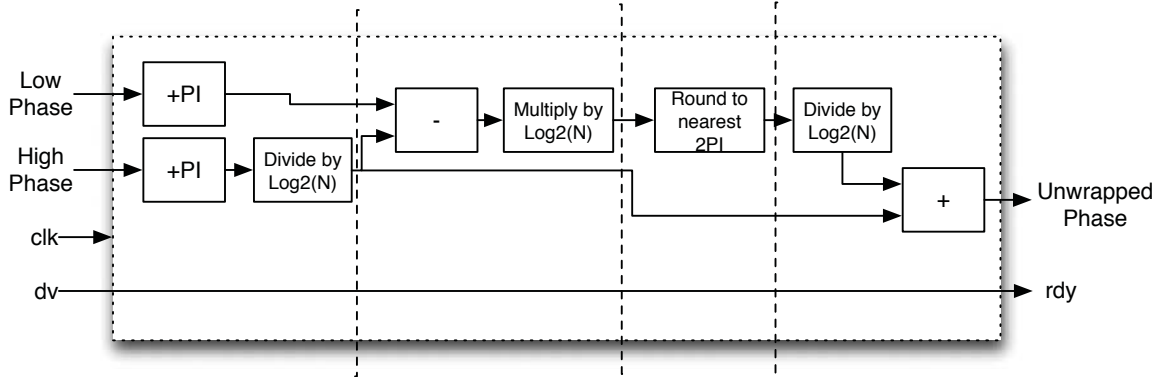 Low
Phase
+PI
High
Phase
+PI
Divide by
Log2(N)
-
Multiply by
Log2(N)
Round to
nearest
2PI
Divide by
Log2(N)
+
Unwrapped
Phase
clk
dv
rdy